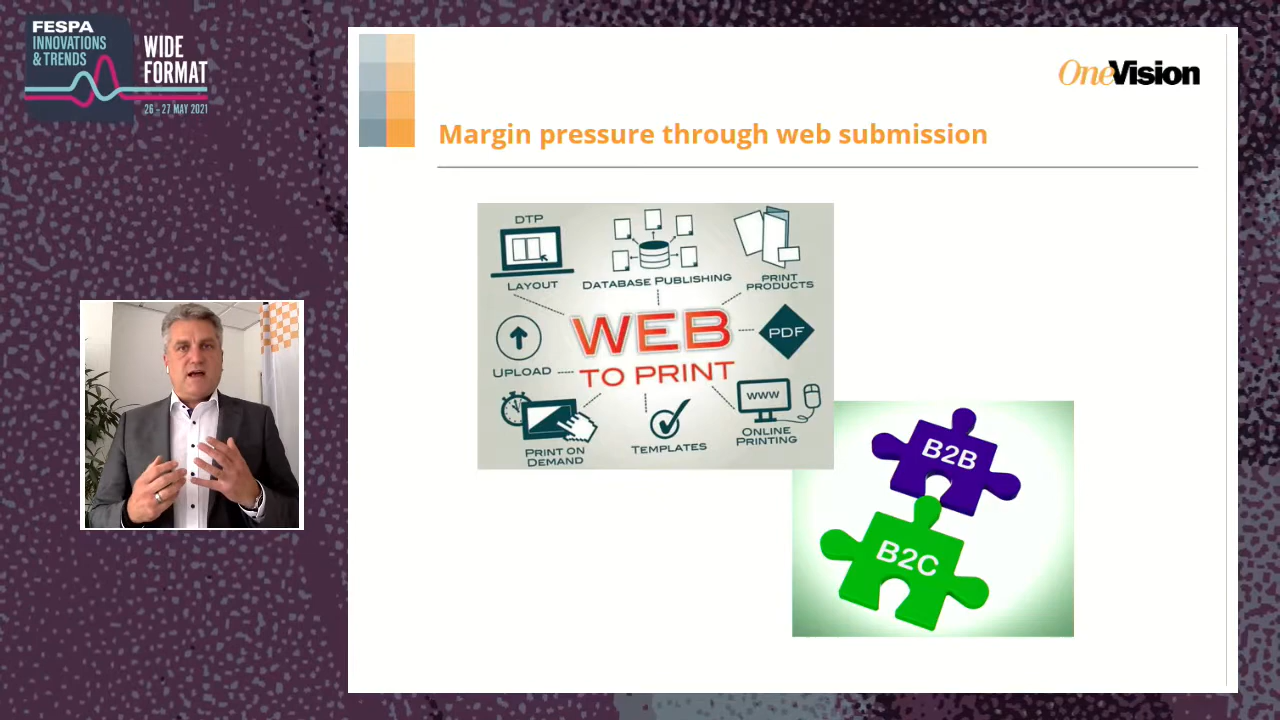 FESPA
INNOVATIONS
& TRENDS
WIDE
FORMAT
26 – 27 MAY 2021
OneVision
Margin pressure through web submission
DTP
LAYOUT
DATABASE PUBLISHING
PRINT
PRODUCTS
WEB
TO PRINT
PDF
UPLOAD
PRINT ON
DEMAND
TEMPLATES
WWW
ONLINE
PRINTING
B2B
B2C